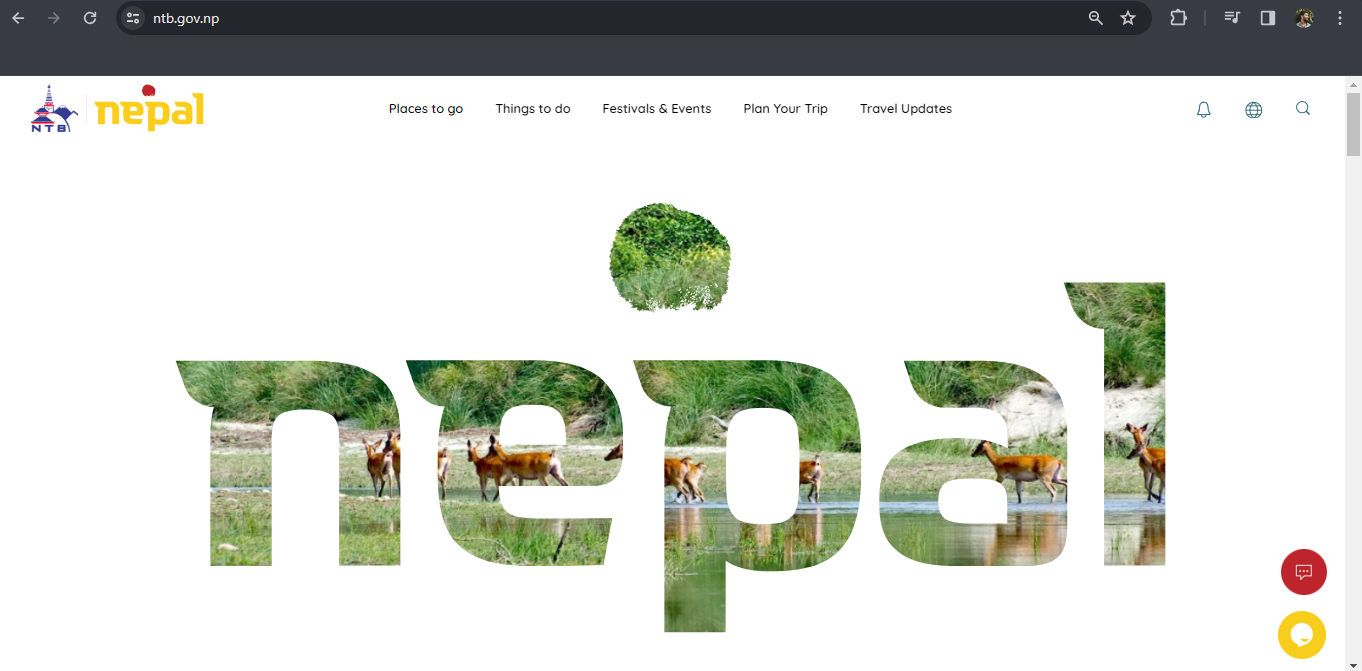 ntb.gov.np
NTB nepal
Places to go Things to do Festivals & Events Plan Your Trip Travel Updates
nepal